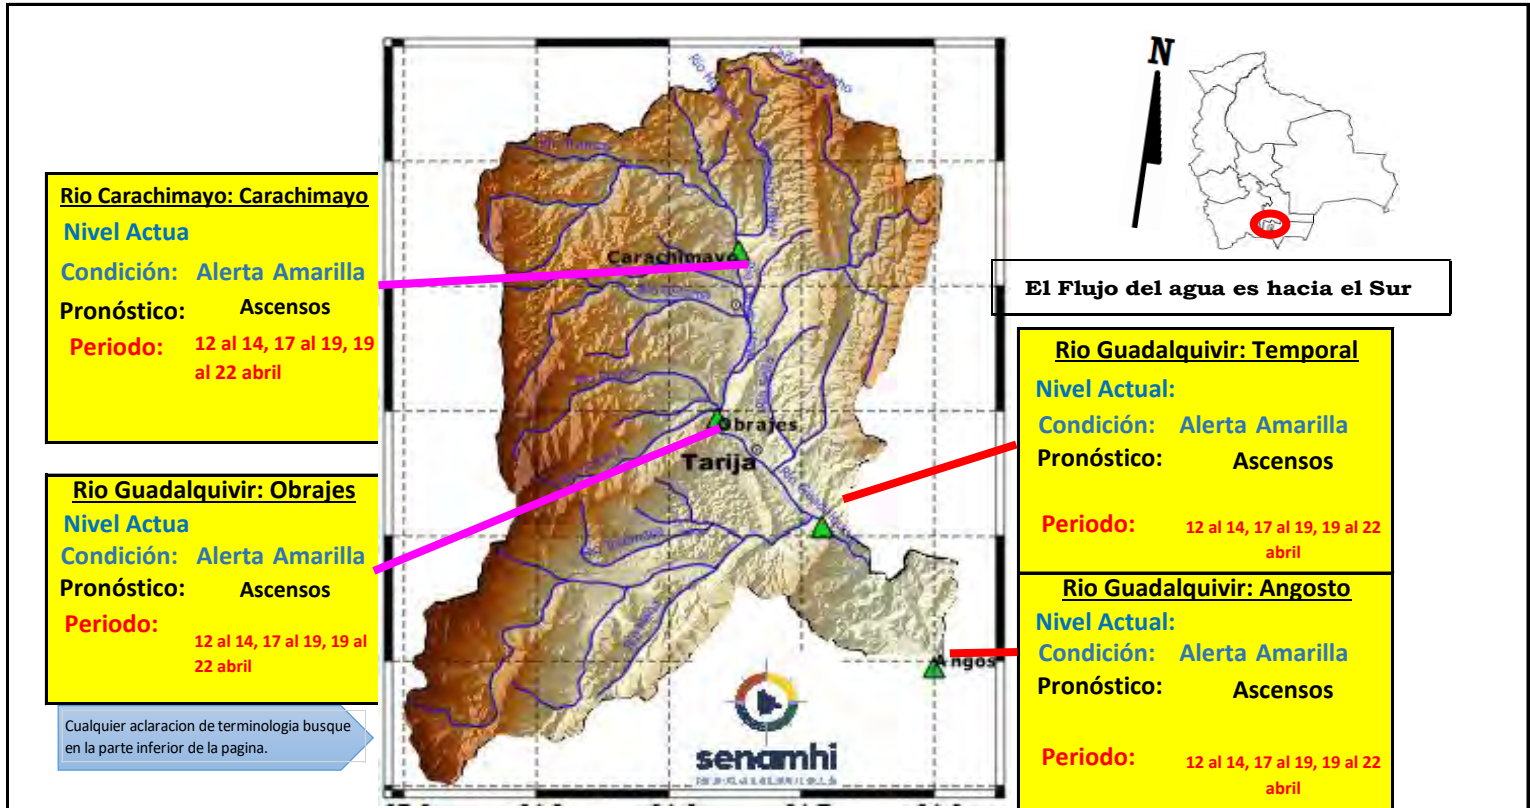 Rio Carachimayo: Carachimayo
Nivel Actua
Condición: Alerta Amarilla
Pronóstico: Ascensos
Periodo: 12 al 14, 17 al 19, 19
al 22 abril
Rio Guadalquivir: Obrajes
Nivel Actua
Condición: Alerta Amarilla
Pronóstico: Ascensos
Periodo:
12 al 14, 17 al 19, 19 al
22 abril
Cualquier aclaracion de terminologia busque
en la parte inferior de la pagina.
Carachimayo
Obrajes
Tarija
Angos
senamhi
N
El Flujo del agua es hacia el Sur
Rio Guadalquivir: Temporal
Nivel Actual:
Condición: Alerta Amarilla
Pronóstico: Ascensos
Periodo: 12 al 14, 17 al 19, 19 al 22
abril
Rio Guadalquivir: Angosto
Nivel Actual:
Condición: Alerta Amarilla
Pronóstico: Ascensos
Periodo: 12 al 14, 17 al 19, 19 al 22
abril